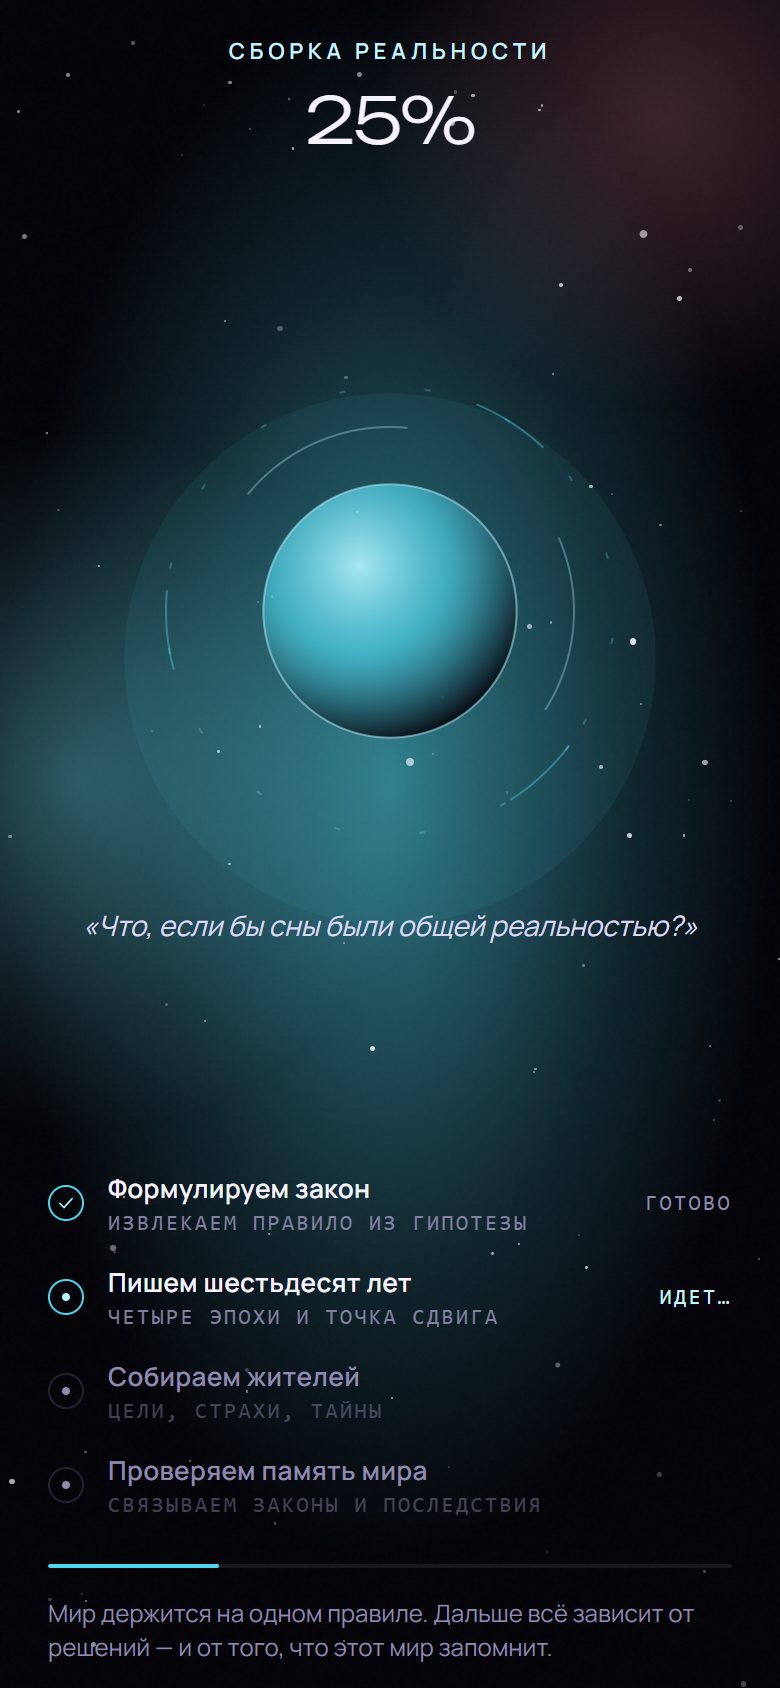 СБОРКА РЕАЛЬНОСТИ
25%
«Что, если бы сны были общей реальностью?»
Формулируем закон
ИЗВЛЕКАЕМ ПРАВИЛО ИЗ ГИПОТЕЗЫ
ГОТОВО
Пишем шестьдесят лет
ЧЕТЫРЕ ЭПОХИ И ТОЧКА СДВИГА
ИДЕТ…
Собираем жителей
ЦЕЛИ, СТРАХИ, ТАЙНЫ
Проверяем память мира
СВЯЗЫВАЕМ ЗАКОНЫ И ПОСЛЕДСТВИЯ
Мир держится на одном правиле. Дальше всё зависит от
решений — и от того, что этот мир запомнит.